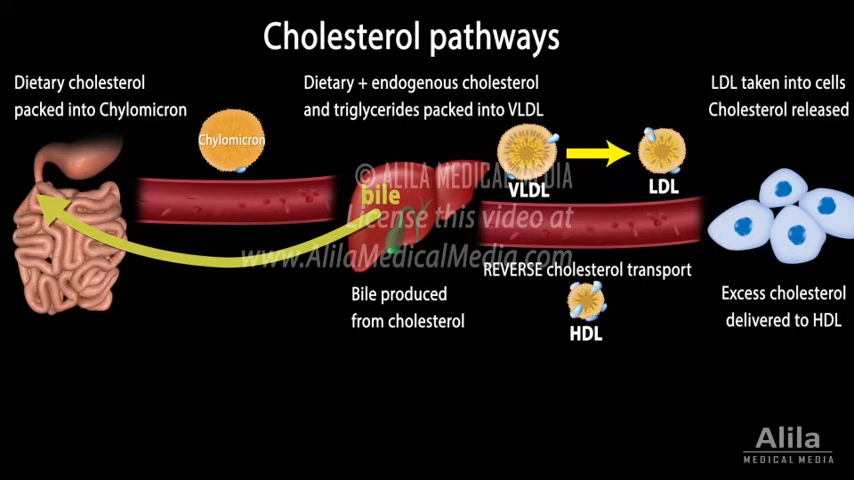 Cholesterol pathways
Dietary cholesterol
packed into Chylomicron
Dietary + endogenous cholesterol
and triglycerides packed into VLDL
LDL taken into cells
Cholesterol released
Chylomicron
VLDL
LDL
bile
© ALILA MEDICAL MEDIA
License this video at
www.AlilaMedicalMedia.com
REVERSE cholesterol transport
HDL
Bile produced
from cholesterol
Excess cholesterol
delivered to HDL
Alila
MEDICAL MEDIA